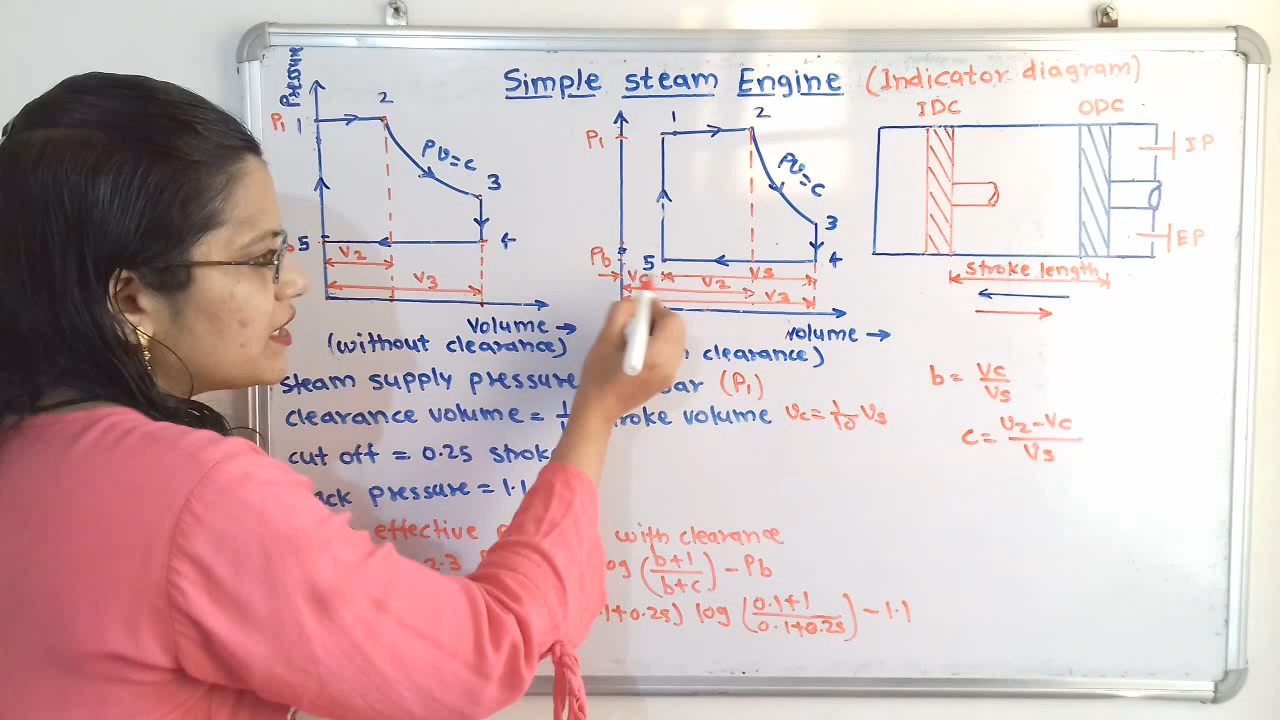 Simple steam Engine (Indicator diagram)
Pressure
P1 1
2
PV=C
3
4
5
V2
V3
volume →
(without clearance)
P1
1
2
PV=C
3
4
Pb
5
Vc
V2
Vs
V3
volume →
clearance)
IDC
ODC
IP
EP
stroke length
steam supply pressure
(P1)
clearance volume = stroke volume Vc = 1/10 Vs
cut off = 0.25
pressure = 1.1
effective with clearance
2.3
(b+1/b+c) - Pb
+0.25) log (0.1+1/0.1+0.25) - 1.1
b = Vc/Vs
c = V2-Vc/Vs